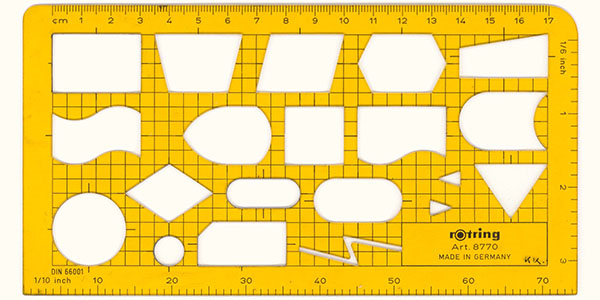 cm 1 2 3 4 5 6 7 8 9 10 11 12 13 14 15 16 17
1/6 inch
1
2
3
rotring
Art. 8770
MADE IN GERMANY
DIN 66001
1/10 inch 10 20 30 40 50 60 70